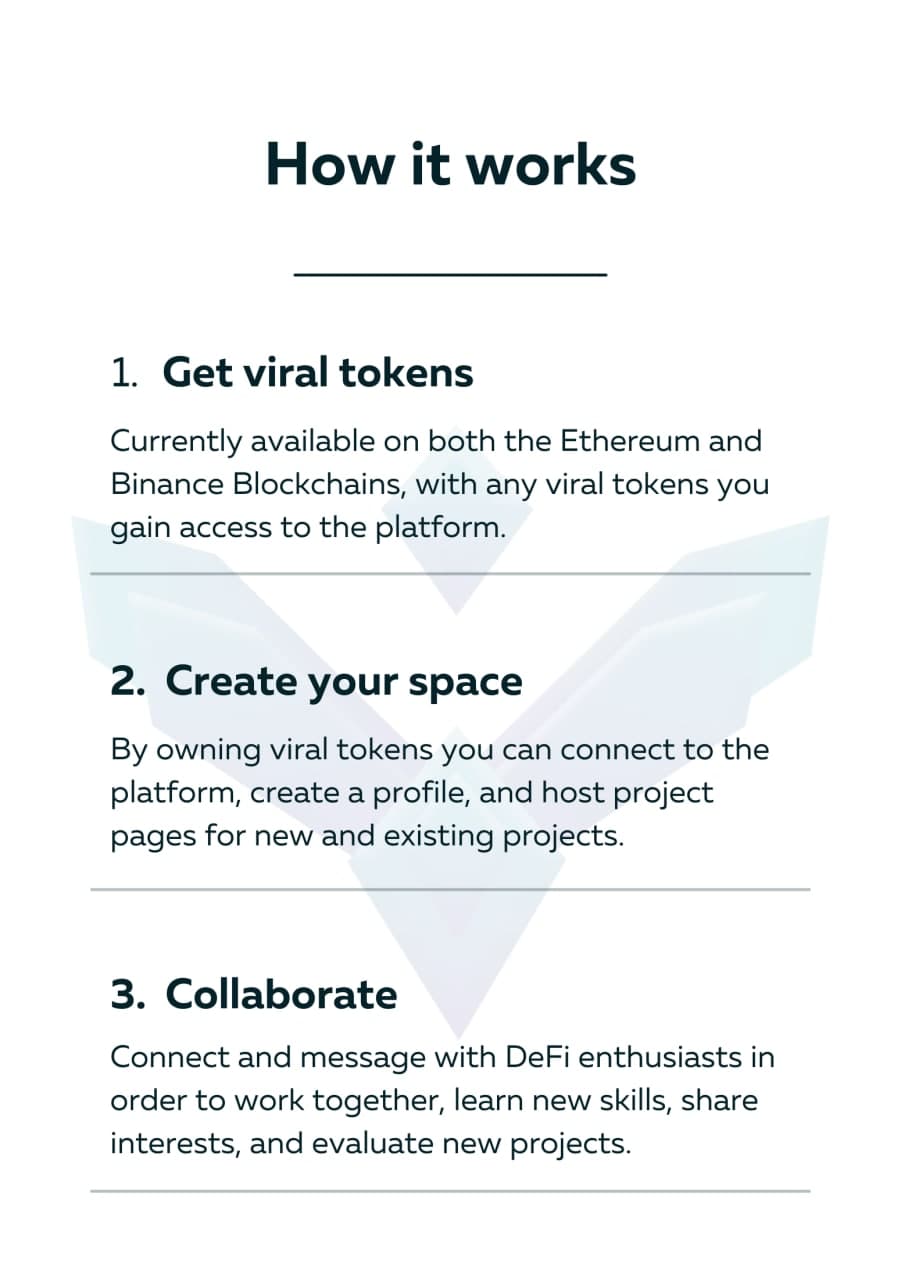 How it works
1. Get viral tokens
Currently available on both the Ethereum and
Binance Blockchains, with any viral tokens you
gain access to the platform.
2. Create your space
By owning viral tokens you can connect to the
platform, create a profile, and host project
pages for new and existing projects.
3. Collaborate
Connect and message with DeFi enthusiasts in
order to work together, learn new skills, share
interests, and evaluate new projects.